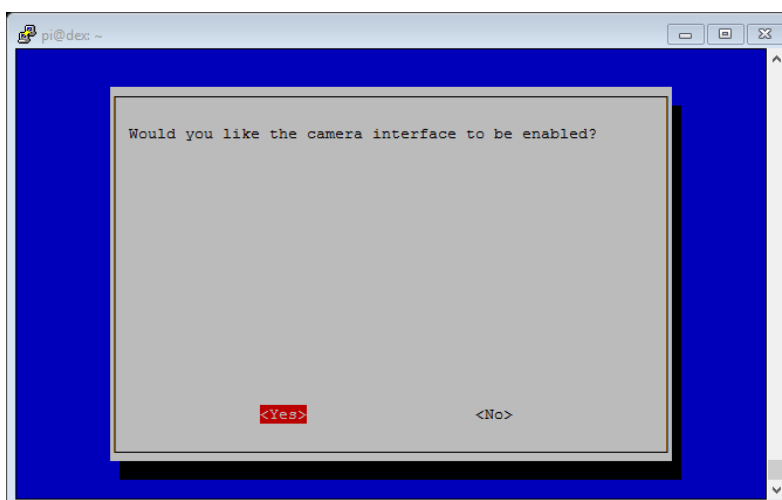 pi@dex: ~
Would you like the camera interface to be enabled?
<Yes> <No>